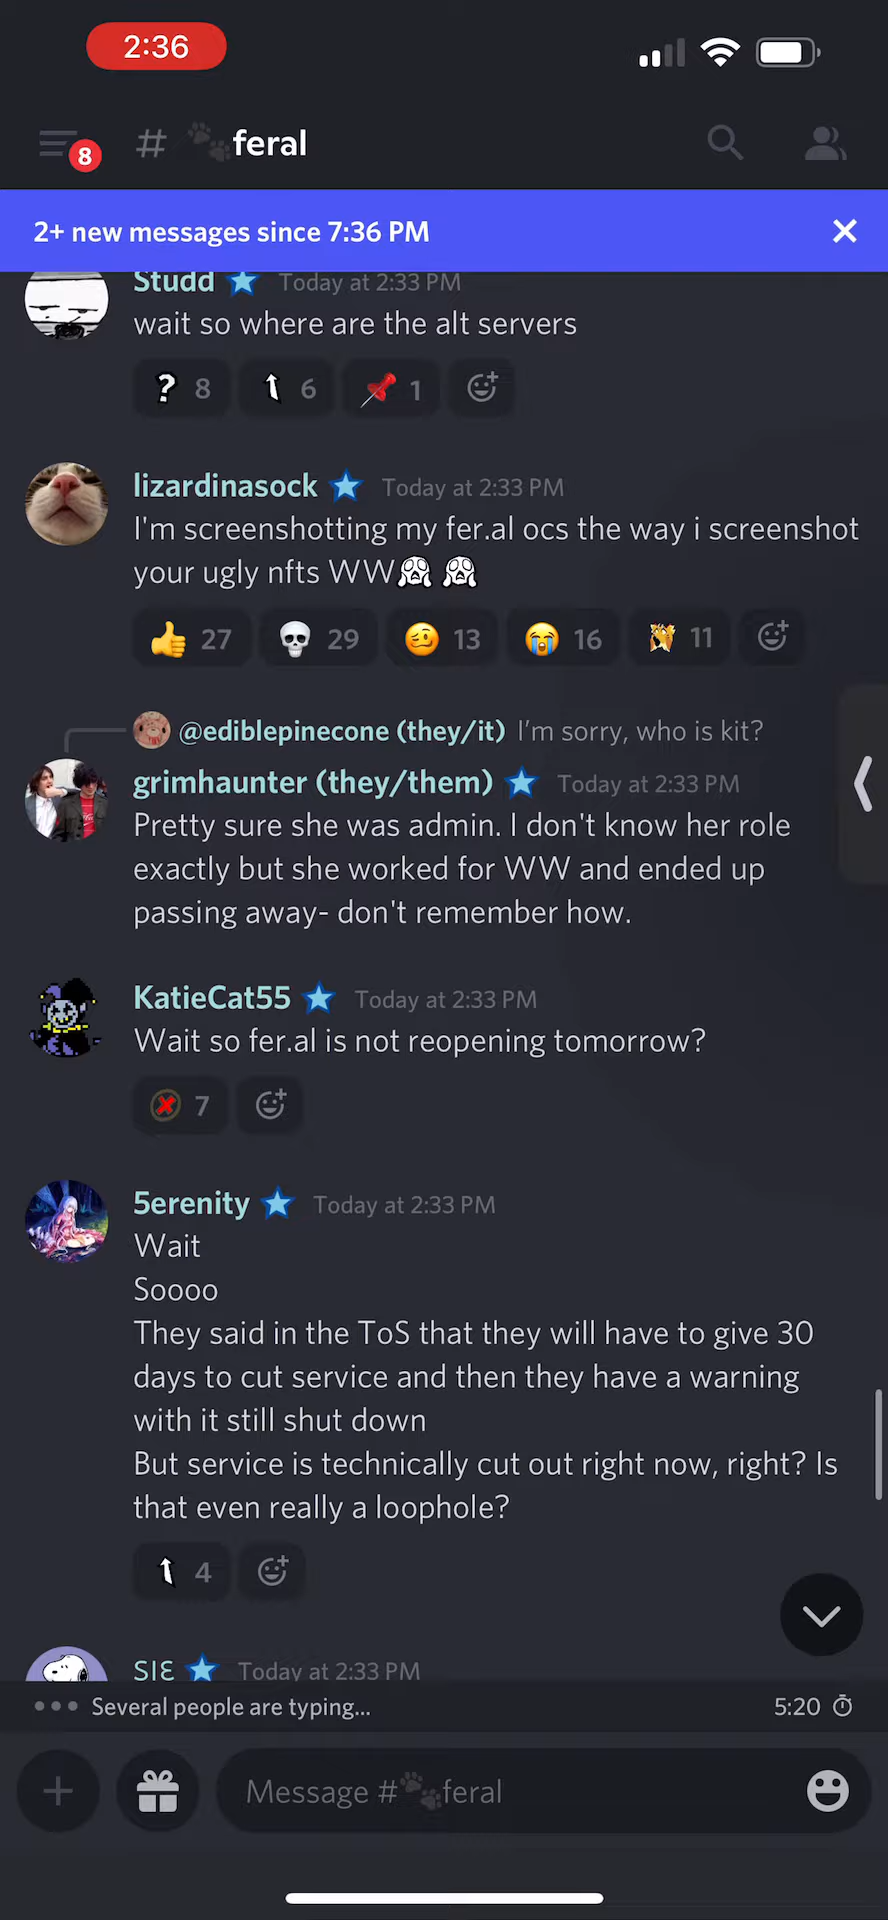 2:36
8
# feral
2+ new messages since 7:36 PM
Studd Today at 2:33 PM
wait so where are the alt servers
? 8 6 1
lizardinasock Today at 2:33 PM
I'm screenshotting my fer.al ocs the way i screenshot
your ugly nfts WW
27 29 13 16 11
@ediblepinecone (they/it) I'm sorry, who is kit?
grimhaunter (they/them) Today at 2:33 PM
Pretty sure she was admin. I don't know her role
exactly but she worked for WW and ended up
passing away- don't remember how.
KatieCat55 Today at 2:33 PM
Wait so fer.al is not reopening tomorrow?
7
5erenity Today at 2:33 PM
Wait
Soooo
They said in the ToS that they will have to give 30
days to cut service and then they have a warning
with it still shut down
But service is technically cut out right now, right? Is
that even really a loophole?
4
SIƐ Today at 2:33 PM
Several people are typing... 5:20
Message # feral